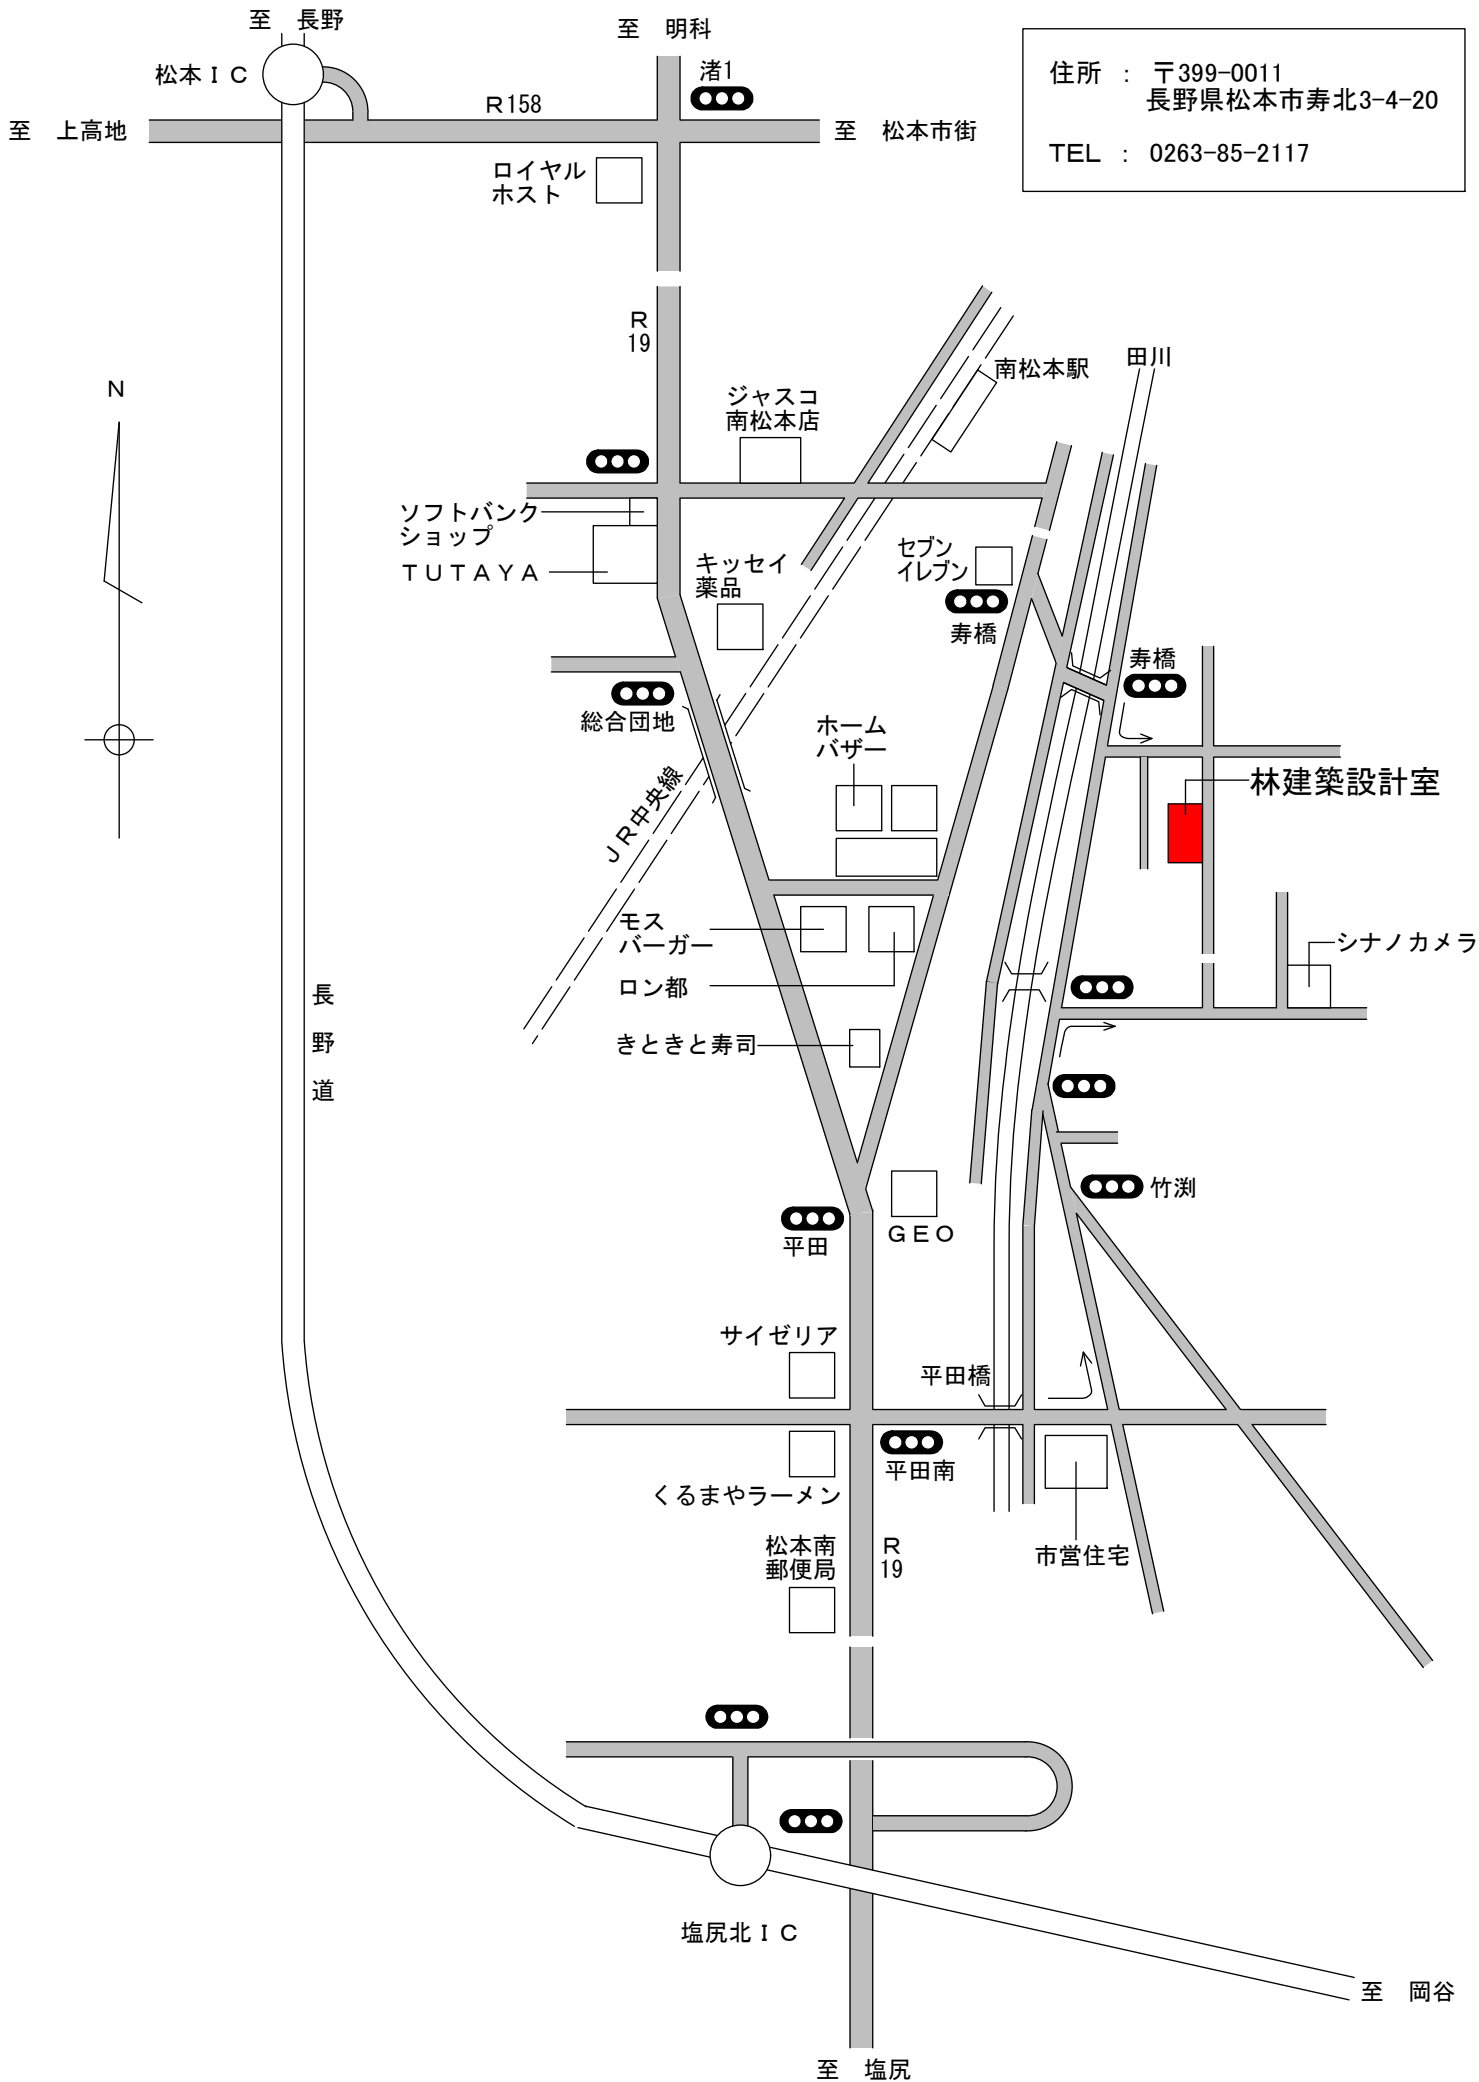 至 長野
至 明科
松本IC
渚1
R158
至 上高地
至 松本市街
住所 : 〒399-0011
長野県松本市寿北3-4-20
TEL : 0263-85-2117
ロイヤル
ホスト
R
19
N
南松本駅
田川
ジャスコ
南松本店
ソフトバンク
ショップ
TUTAYA
キッセイ
薬品
セブン
イレブン
寿橋
寿橋
総合団地
ホーム
バザー
JR中央線
林建築設計室
モス
バーガー
ロン都
シナノカメラ
長
野
道
きときと寿司
竹渕
平田
GEO
サイゼリア
平田橋
平田南
くるまやラーメン
松本南
郵便局
R
19
市営住宅
塩尻北IC
至 岡谷
至 塩尻